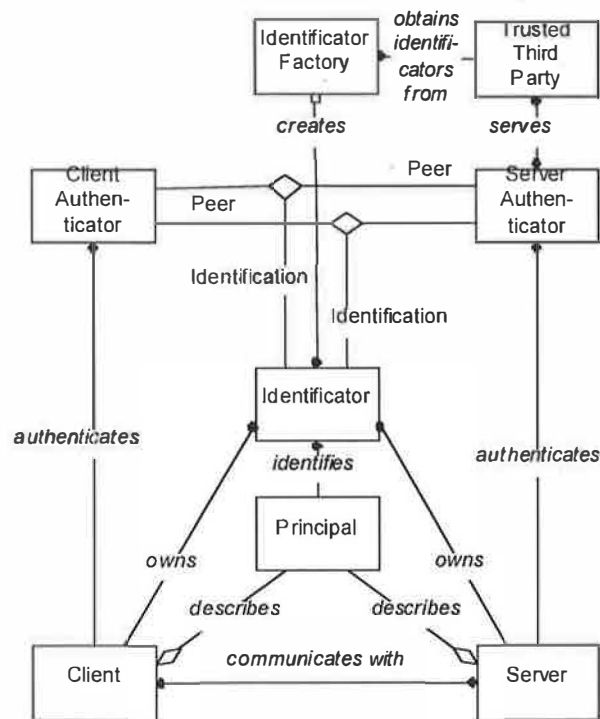 obtains
Identificator
Factory
identifi-
cators
from
Trusted
Third
Party
creates
serves
Client
Authen-
ticator
Peer
Peer
Server
Authen-
ticator
Identification
Identification
Identificator
authenticates
identifies
authenticates
Principal
owns
owns
describes
describes
Client
communicates with
Server